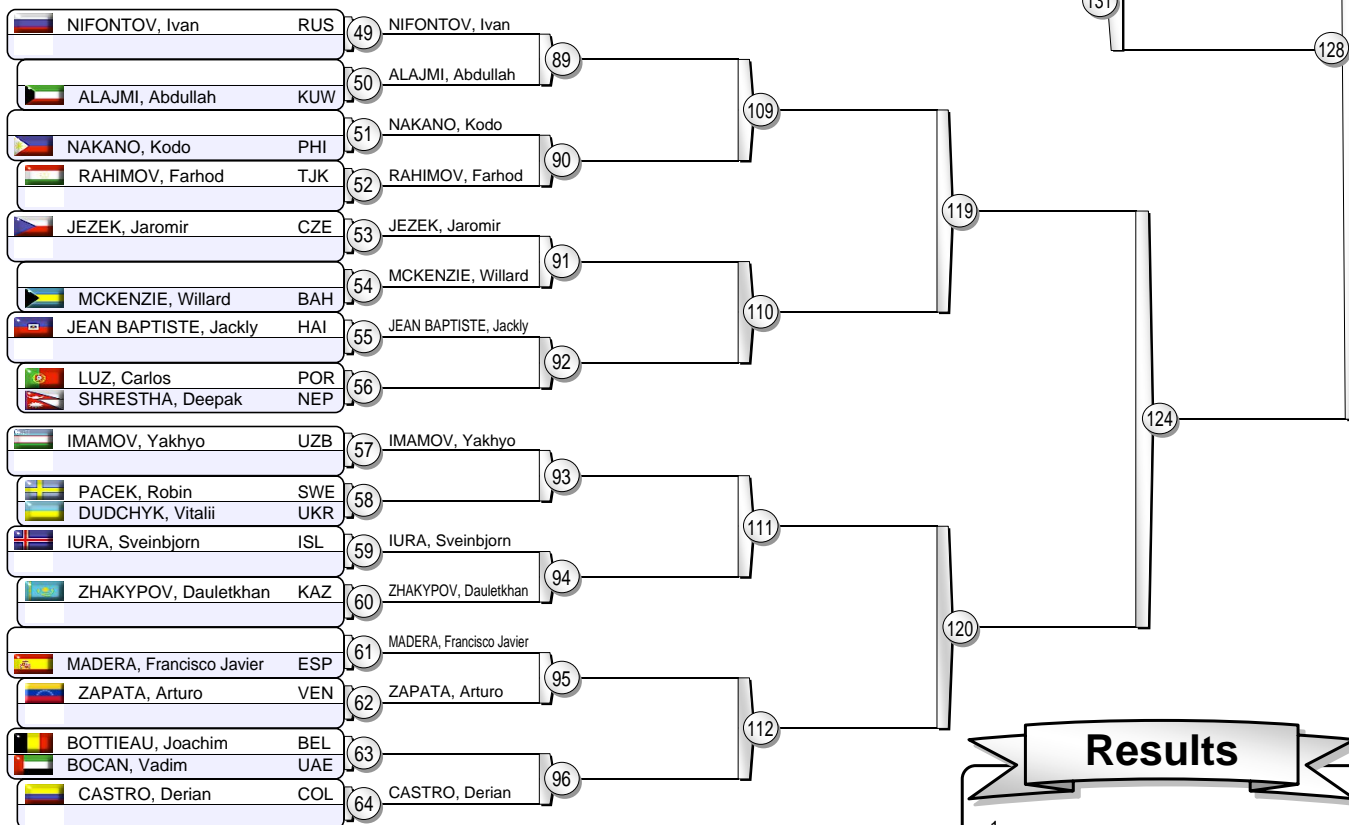 131
128
NIFONTOV, Ivan RUS 49 NIFONTOV, Ivan
89
50 ALAJMI, Abdullah
ALAJMI, Abdullah KUW
109
51 NAKANO, Kodo
NAKANO, Kodo PHI
90
RAHIMOV, Farhod TJK 52 RAHIMOV, Farhod
119
JEZEK, Jaromir CZE 53 JEZEK, Jaromir
91
54 MCKENZIE, Willard
MCKENZIE, Willard BAH
110
JEAN BAPTISTE, Jackly HAI 55 JEAN BAPTISTE, Jackly
92
LUZ, Carlos POR
56
SHRESTHA, Deepak NEP
124
IMAMOV, Yakhyo UZB 57 IMAMOV, Yakhyo
93
PACEK, Robin SWE
58
DUDCHYK, Vitalii UKR
111
IURA, Sveinbjorn ISL 59 IURA, Sveinbjorn
94
ZHAKYPOV, Dauletkhan KAZ 60 ZHAKYPOV, Dauletkhan
120
61 MADERA, Francisco Javier
MADERA, Francisco Javier ESP
95
ZAPATA, Arturo VEN 62 ZAPATA, Arturo
112
BOTTIEAU, Joachim BEL
63
BOCAN, Vadim UAE
96
CASTRO, Derian COL 64 CASTRO, Derian
Results